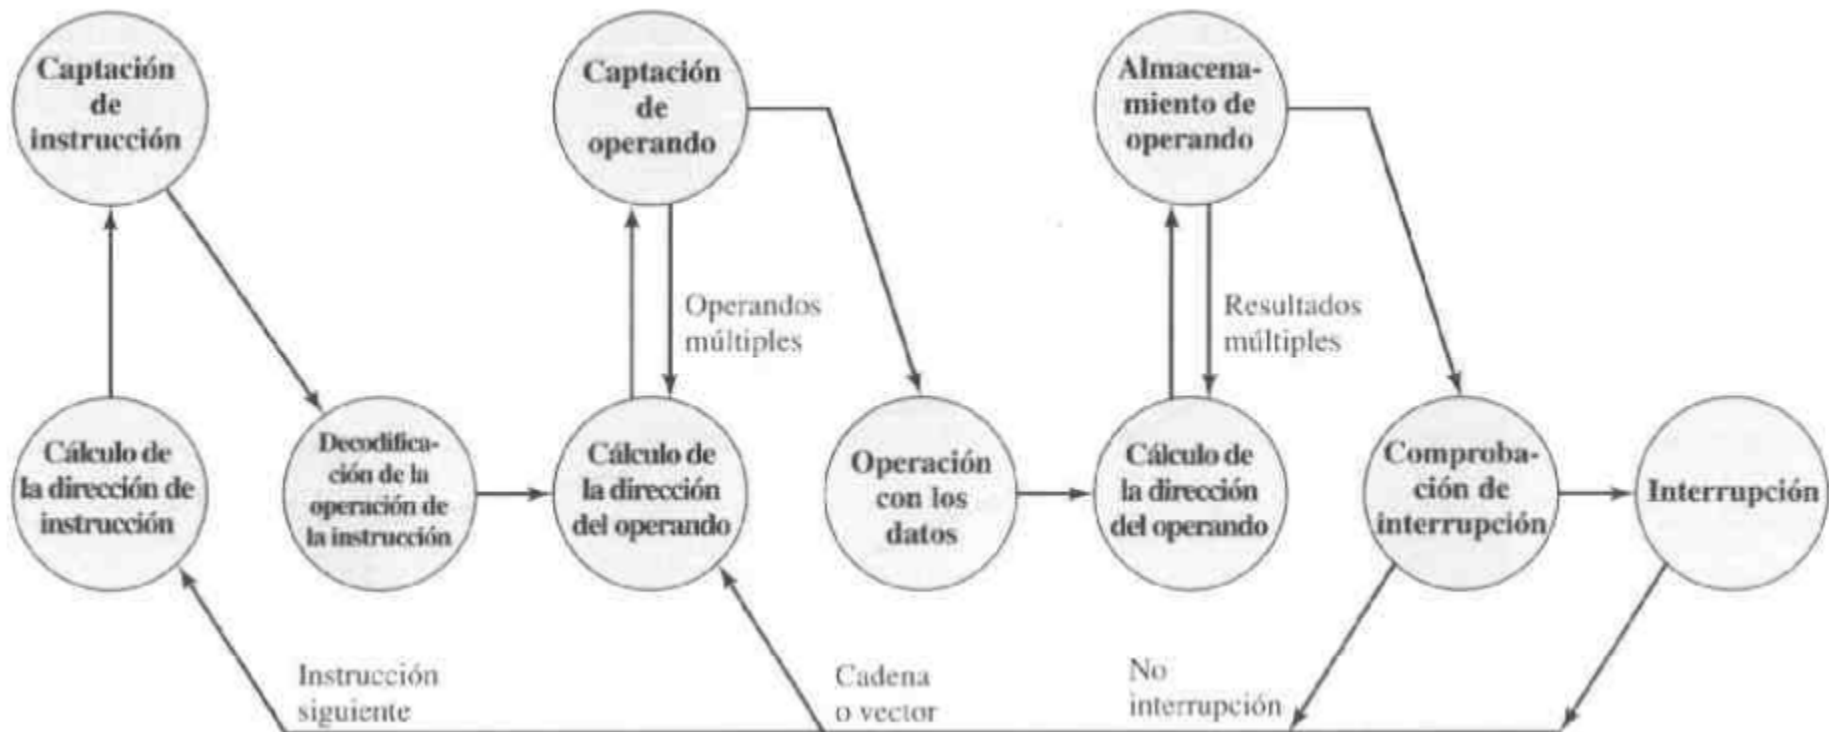 Captación
de
instrucción
Captación
de
operando
Almacena-
miento de
operando
Operandos
múltiples
Resultados
múltiples
Cálculo de
la dirección de
instrucción
Decodifica-
ción de la
operación de
la instrucción
Cálculo de
la dirección
del operando
Operación
con los
datos
Cálculo de
la dirección
del operando
Comproba-
ción de
interrupción
Interrupción
Instrucción
siguiente
Cadena
o vector
No
interrupción